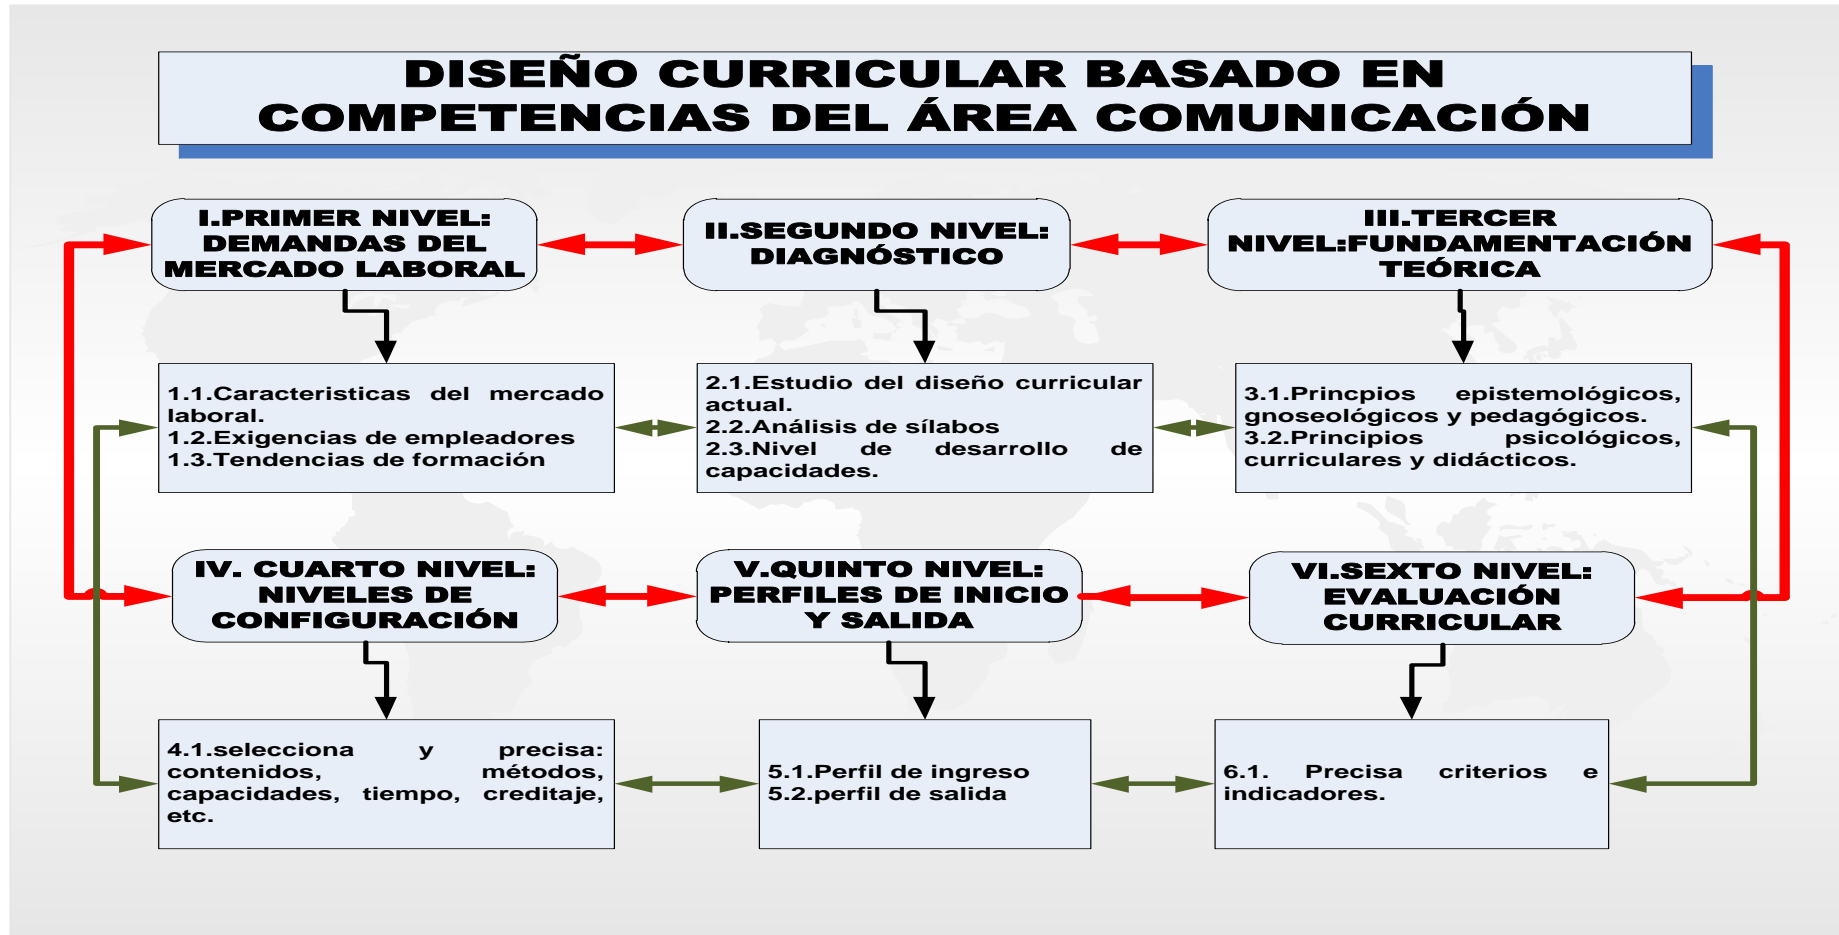 DISEÑO CURRICULAR BASADO EN
COMPETENCIAS DEL ÁREA COMUNICACIÓN
I.PRIMER NIVEL:
DEMANDAS DEL
MERCADO LABORAL
II.SEGUNDO NIVEL:
DIAGNÓSTICO
III.TERCER
NIVEL:FUNDAMENTACIÓN
TEÓRICA
1.1.Caracteristicas del mercado
laboral.
1.2.Exigencias de empleadores
1.3.Tendencias de formación
2.1.Estudio del diseño curricular
actual.
2.2.Análisis de sílabos
2.3.Nivel de desarrollo de
capacidades.
3.1.Princpios epistemológicos,
gnoseológicos y pedagógicos.
3.2.Principios psicológicos,
curriculares y didácticos.
IV. CUARTO NIVEL:
NIVELES DE
CONFIGURACIÓN
V.QUINTO NIVEL:
PERFILES DE INICIO
Y SALIDA
VI.SEXTO NIVEL:
EVALUACIÓN
CURRICULAR
4.1.selecciona y precisa:
contenidos, métodos,
capacidades, tiempo, creditaje,
etc.
5.1.Perfil de ingreso
5.2.perfil de salida
6.1. Precisa criterios e
indicadores.